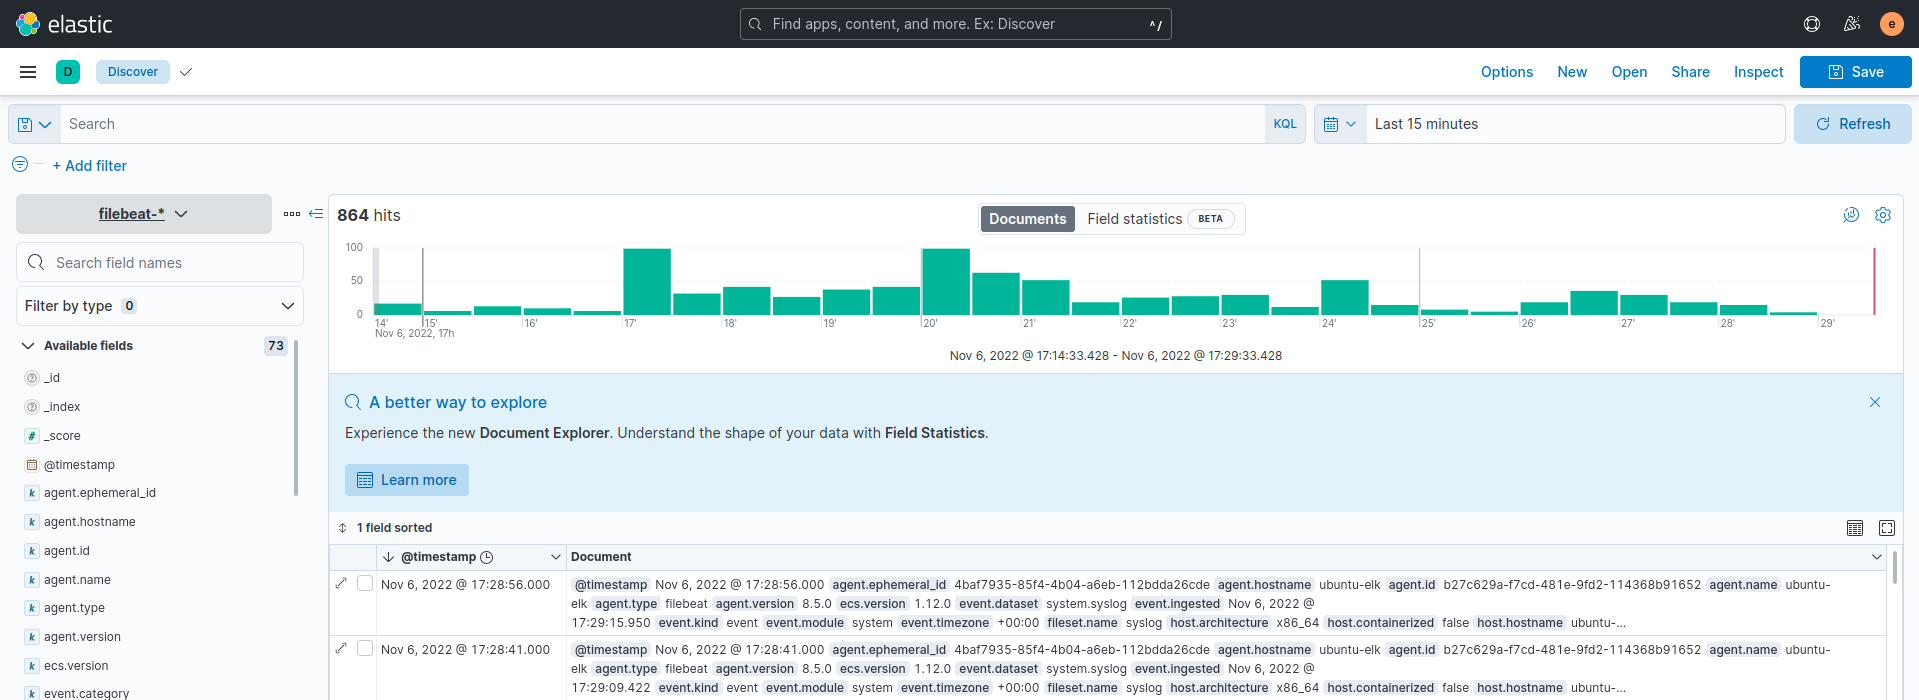 elastic
Find apps, content, and more. Ex: Discover
^/
e
D
Discover
Options
New
Open
Share
Inspect
Save
Search
KQL
Last 15 minutes
Refresh
+ Add filter
filebeat-*
864 hits
Documents
Field statistics
BETA
Search field names
Filter by type 0
Available fields
73
_id
_index
_score
@timestamp
agent.ephemeral_id
agent.hostname
agent.id
agent.name
agent.type
agent.version
ecs.version
event.category
100
50
0
14' 15' 16' 17' 18' 19' 20' 21' 22' 23' 24' 25' 26' 27' 28' 29'
Nov 6, 2022, 17h
Nov 6, 2022 @ 17:14:33.428 - Nov 6, 2022 @ 17:29:33.428
A better way to explore
Experience the new Document Explorer. Understand the shape of your data with Field Statistics.
Learn more
1 field sorted
@timestamp
Document
Nov 6, 2022 @ 17:28:56.000
@timestamp Nov 6, 2022 @ 17:28:56.000 agent.ephemeral_id 4baf7935-85f4-4b04-a6eb-112bdda26cde agent.hostname ubuntu-elk agent.id b27c629a-f7cd-481e-9fd2-114368b91652 agent.name ubuntu-
elk agent.type filebeat agent.version 8.5.0 ecs.version 1.12.0 event.dataset system.syslog event.ingested Nov 6, 2022 @
17:29:15.950 event.kind event event.module system event.timezone +00:00 fileset.name syslog host.architecture x86_64 host.containerized false host.hostname ubuntu-...
Nov 6, 2022 @ 17:28:41.000
@timestamp Nov 6, 2022 @ 17:28:41.000 agent.ephemeral_id 4baf7935-85f4-4b04-a6eb-112bdda26cde agent.hostname ubuntu-elk agent.id b27c629a-f7cd-481e-9fd2-114368b91652 agent.name ubuntu-
elk agent.type filebeat agent.version 8.5.0 ecs.version 1.12.0 event.dataset system.syslog event.ingested Nov 6, 2022 @
17:29:09.422 event.kind event event.module system event.timezone +00:00 fileset.name syslog host.architecture x86_64 host.containerized false host.hostname ubuntu-...